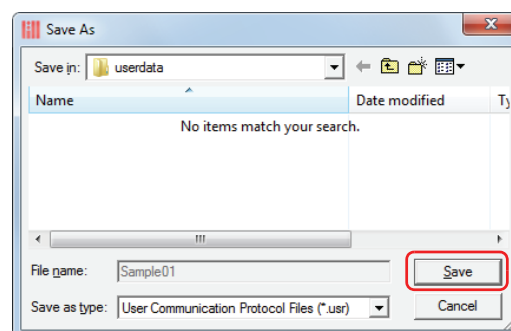 Save As
Save in: userdata
Name Date modified Ty
No items match your search.
File name: Sample01 Save
Save as type: User Communication Protocol Files (*.usr) Cancel